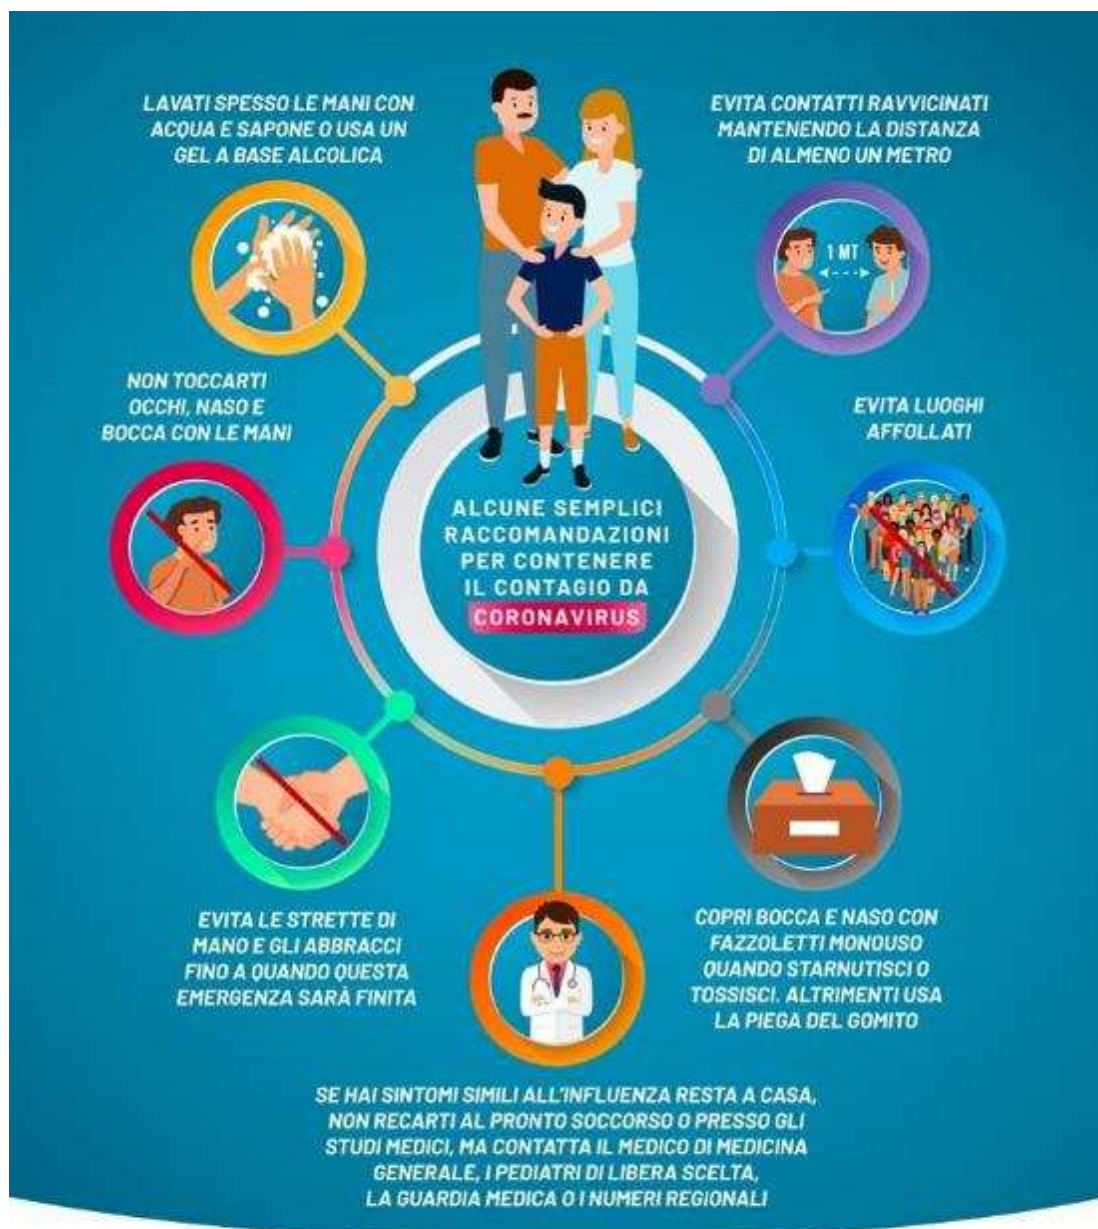 LAVATI SPESSO LE MANI CON
ACQUA E SAPONE O USA UN
GEL A BASE ALCOLICA
EVITA CONTATTI RAVVICINATI
MANTENENDO LA DISTANZA
DI ALMENO UN METRO
1 MT
NON TOCCARTI
OCCHI, NASO E
BOCCA CON LE MANI
EVITA LUOGHI
AFFOLLATI
ALCUNE SEMPLICI
RACCOMANDAZIONI
PER CONTENERE
IL CONTAGIO DA
CORONAVIRUS
EVITA LE STRETTE DI
MANO E GLI ABBRACCI
FINO A QUANDO QUESTA
EMERGENZA SARÀ FINITA
COPRI BOCCA E NASO CON
FAZZOLETTI MONOUSO
QUANDO STARNUTISCI O
TOSSISCI. ALTRIMENTI USA
LA PIEGA DEL GOMITO
SE HAI SINTOMI SIMILI ALL'INFLUENZA RESTA A CASA,
NON RECARTI AL PRONTO SOCCORSO O PRESSO GLI
STUDI MEDICI, MA CONTATTA IL MEDICO DI MEDICINA
GENERALE, I PEDIATRI DI LIBERA SCELTA,
LA GUARDIA MEDICA O I NUMERI REGIONALI